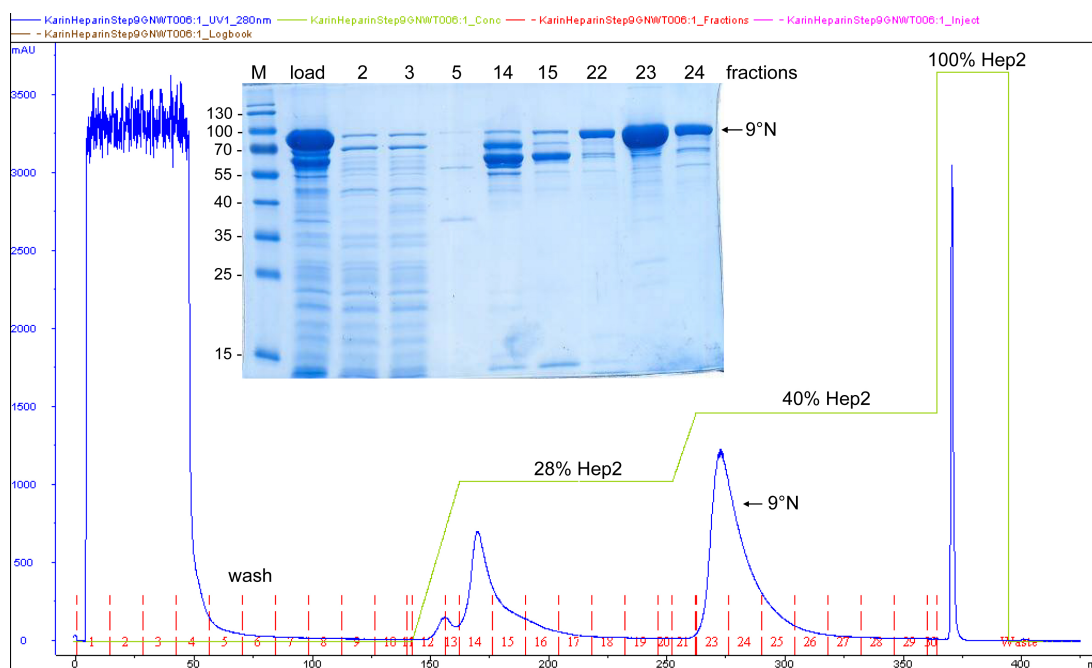 KarinHeparinStep9GNWT006:1_UV1_280nm KarinHeparinStep9GNWT006:1_Conc KarinHeparinStep9GNWT006:1_Fractions KarinHeparinStep9GNWT006:1_Inject
KarinHeparinStep9GNWT006:1_Logbook
mAU
100% Hep2
M load 2 3 5 14 15 22 23 24 fractions
3500
130 -
100 -
9°N
70 -
3000
55 -
40 -
2500
35 -
25 -
2000
15 -
1500
40% Hep2
28% Hep2
1000
9°N
500
wash
0
1 2 3 4 5 6 7 8 9 10 11 12 13 14 15 16 17 18 19 20 21 23 24 25 26 27 28 29 30 Waste
0 50 100 150 200 250 300 350 400